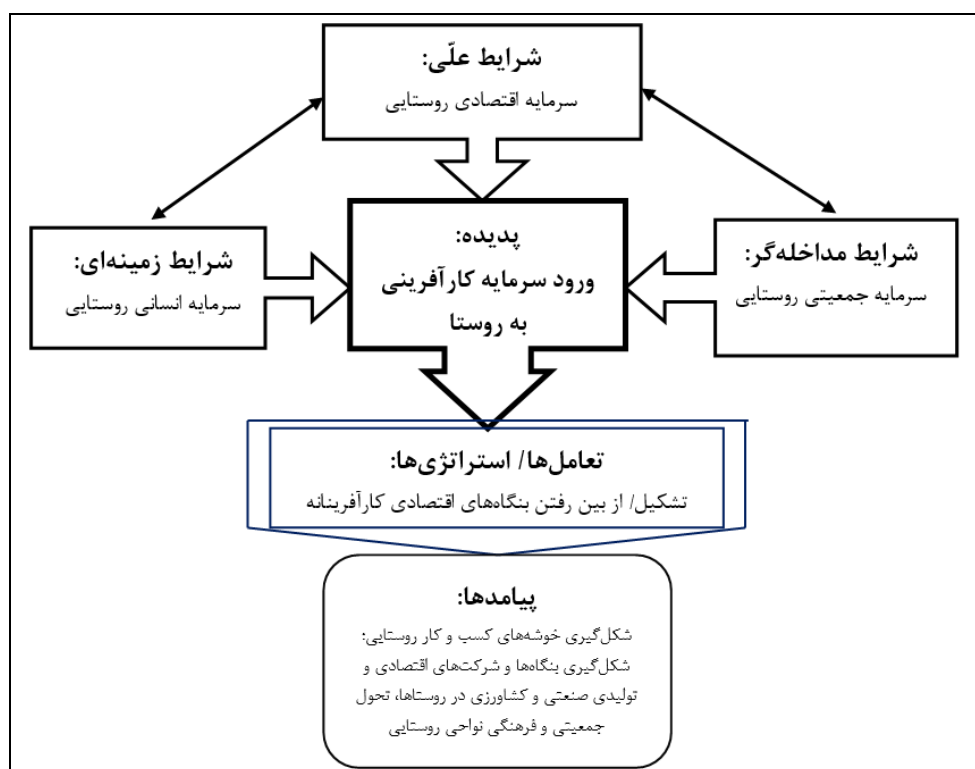 شرایط علّی:
سرمایه اقتصادی روستایی
شرایط مداخله‌گر:
سرمایه جمعیتی روستایی
پدیده:
ورود سرمایه کارآفرینی
به روستا
شرایط زمینه‌ای:
سرمایه انسانی روستایی
تعامل‌ها/ استراتژی‌ها:
تشکیل/ از بین رفتن بنگاه‌های اقتصادی کارآفرینانه
پیامدها:
شکل‌گیری خوشه‌های کسب و کار روستایی؛
شکل‌گیری بنگاه‌ها و شرکت‌های اقتصادی و
تولیدی صنعتی و کشاورزی در روستاها، تحول
جمعیتی و فرهنگی نواحی روستایی